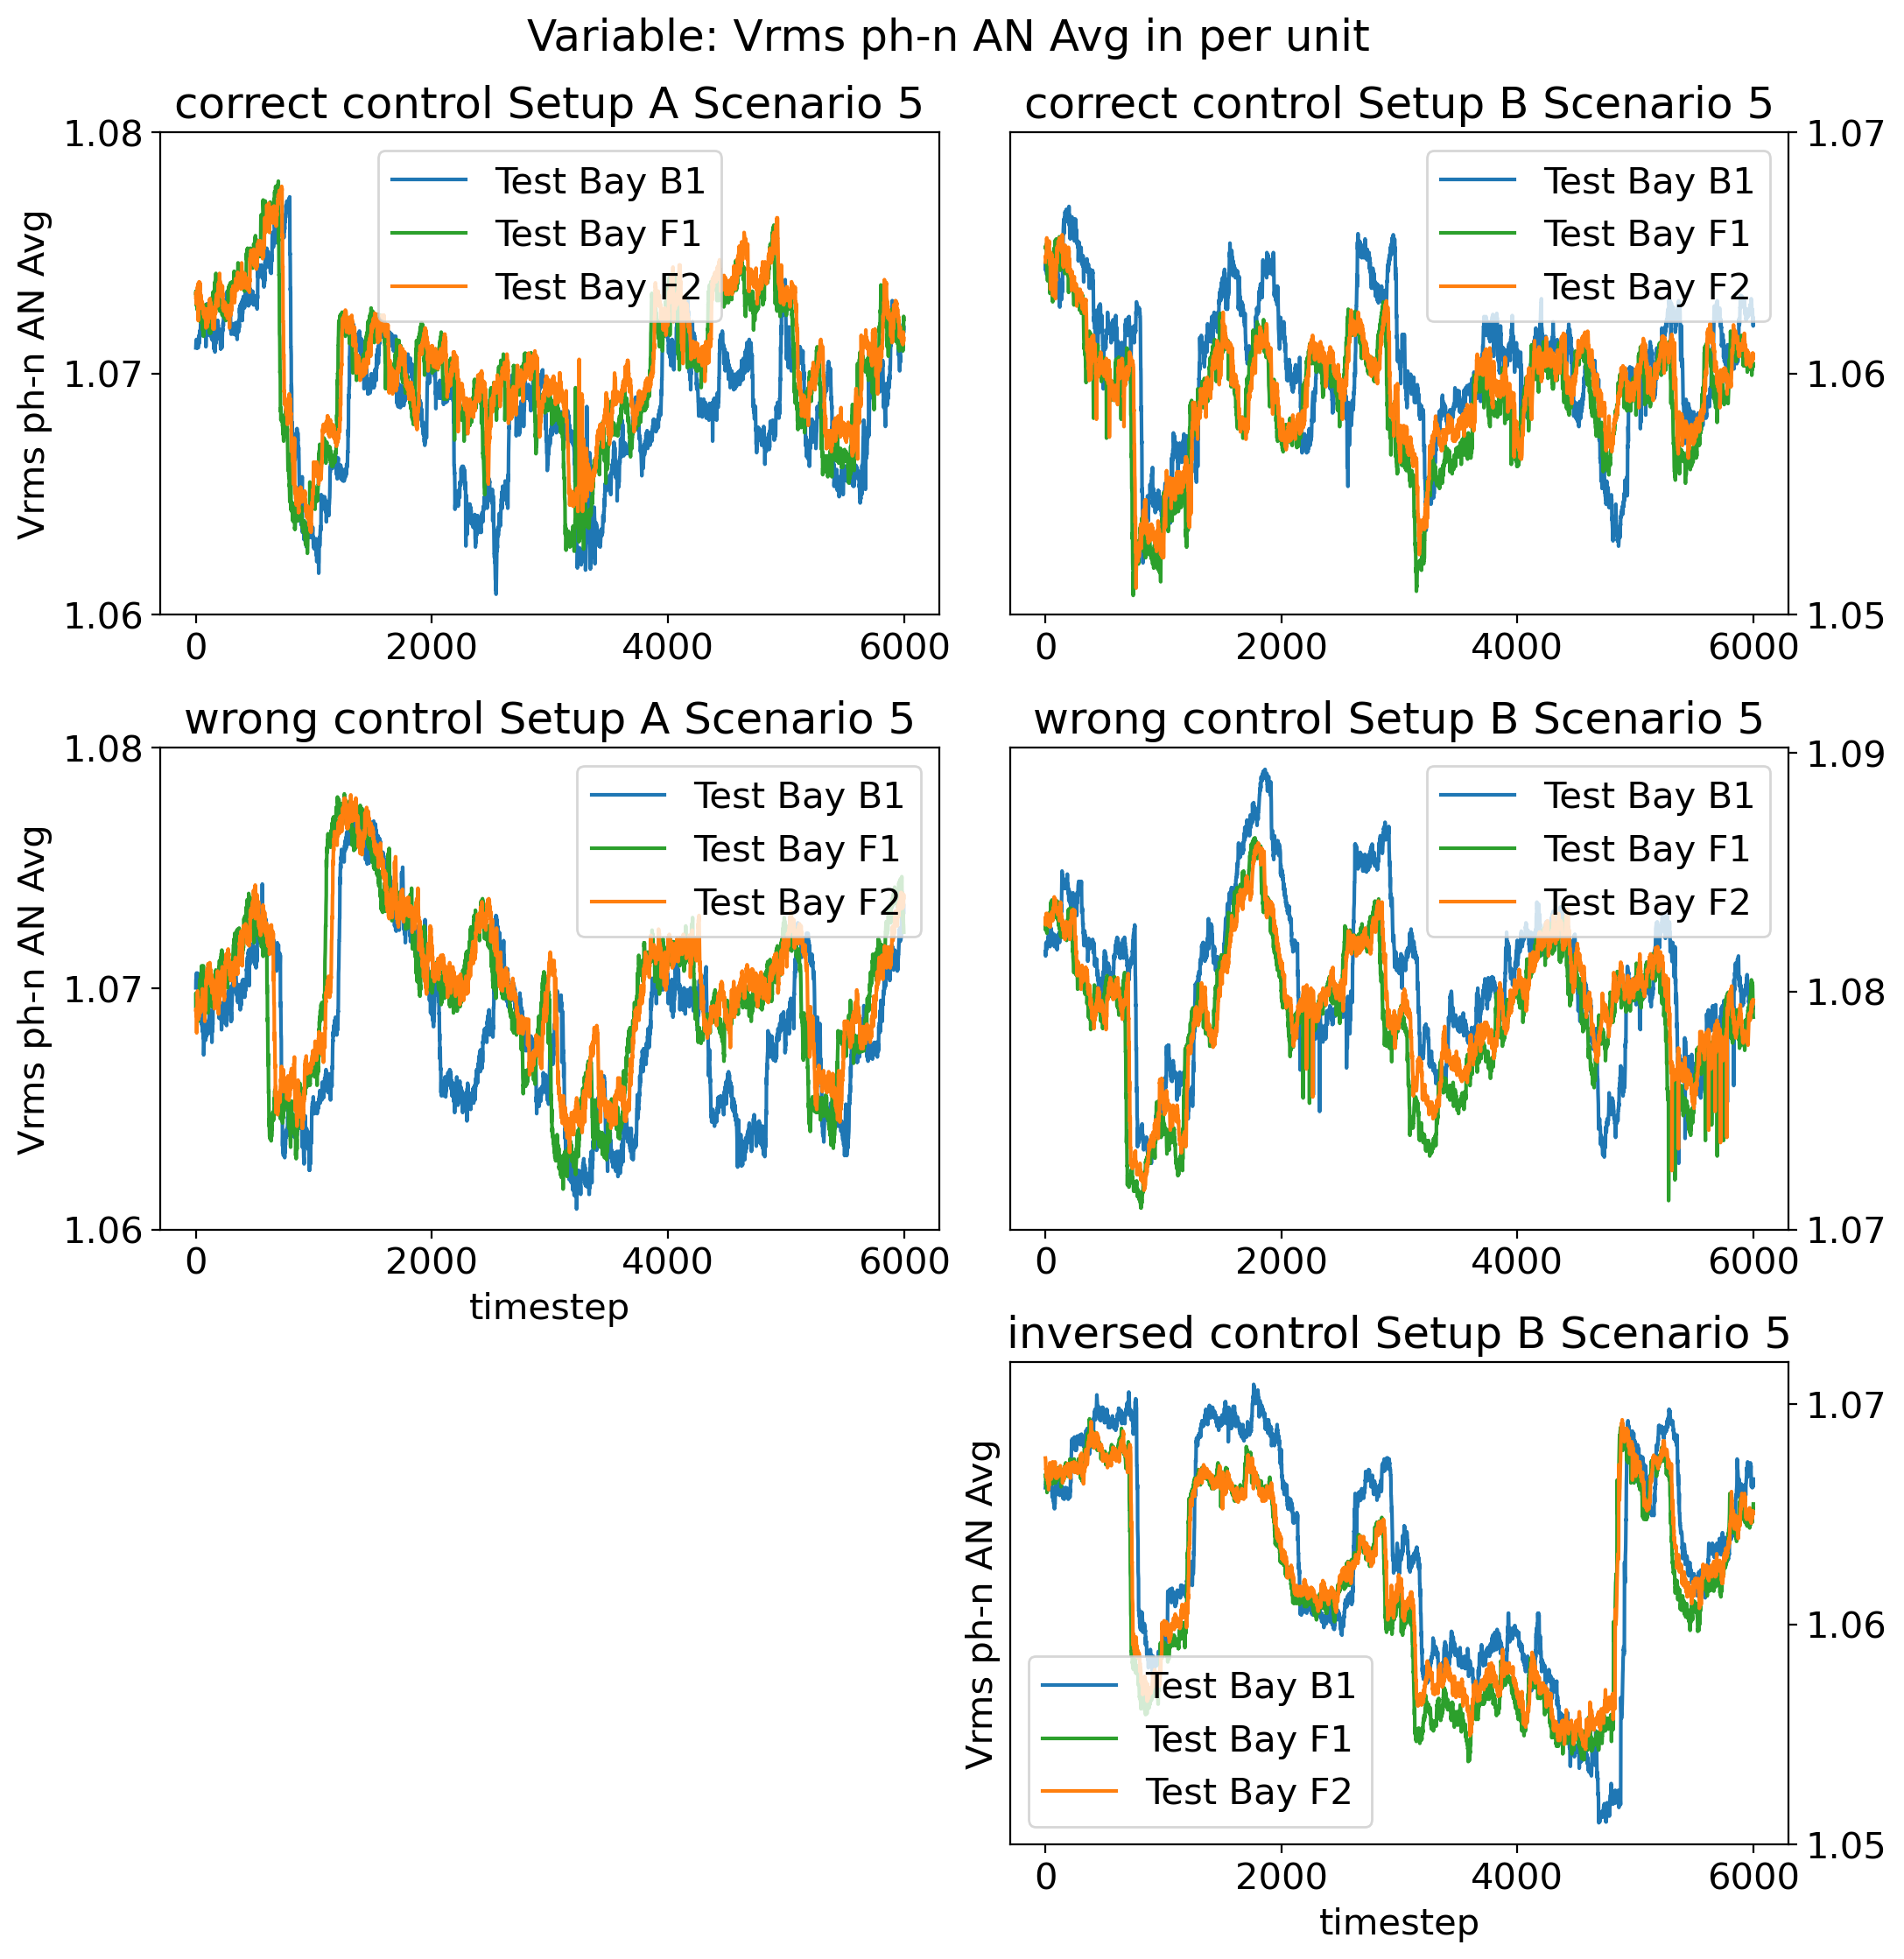 Variable: Vrms ph-n AN Avg in per unit
correct control Setup A Scenario 5
1.08
1.07
1.06
Vrms ph-n AN Avg
Test Bay B1
Test Bay F1
Test Bay F2
0 2000 4000 6000
correct control Setup B Scenario 5
Test Bay B1
Test Bay F1
Test Bay F2
1.07
1.06
1.05
0 2000 4000 6000
wrong control Setup A Scenario 5
1.08
1.07
1.06
Vrms ph-n AN Avg
Test Bay B1
Test Bay F1
Test Bay F2
0 2000 4000 6000
timestep
wrong control Setup B Scenario 5
Test Bay B1
Test Bay F1
Test Bay F2
1.09
1.08
1.07
0 2000 4000 6000
inversed control Setup B Scenario 5
Vrms ph-n AN Avg
Test Bay B1
Test Bay F1
Test Bay F2
1.07
1.06
1.05
0 2000 4000 6000
timestep